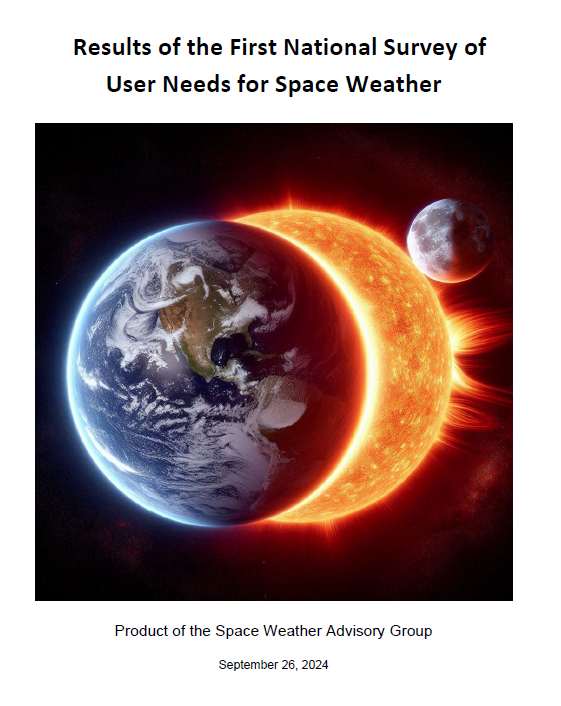 Results of the First National Survey of
User Needs for Space Weather
Product of the Space Weather Advisory Group
September 26, 2024